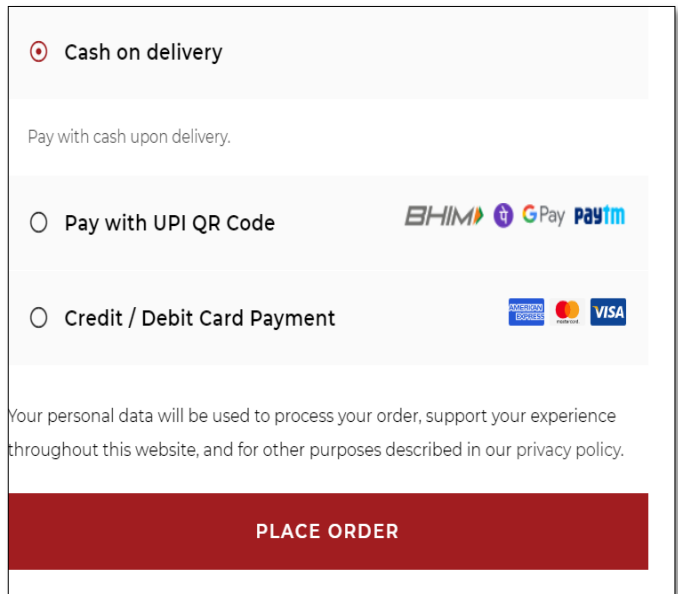 Cash on delivery
Pay with cash upon delivery.
Pay with UPI QR Code BHIM पे G Pay paytm
Credit / Debit Card Payment AMERICAN EXPRESS mastercard VISA
Your personal data will be used to process your order, support your experience
throughout this website, and for other purposes described in our privacy policy.
PLACE ORDER